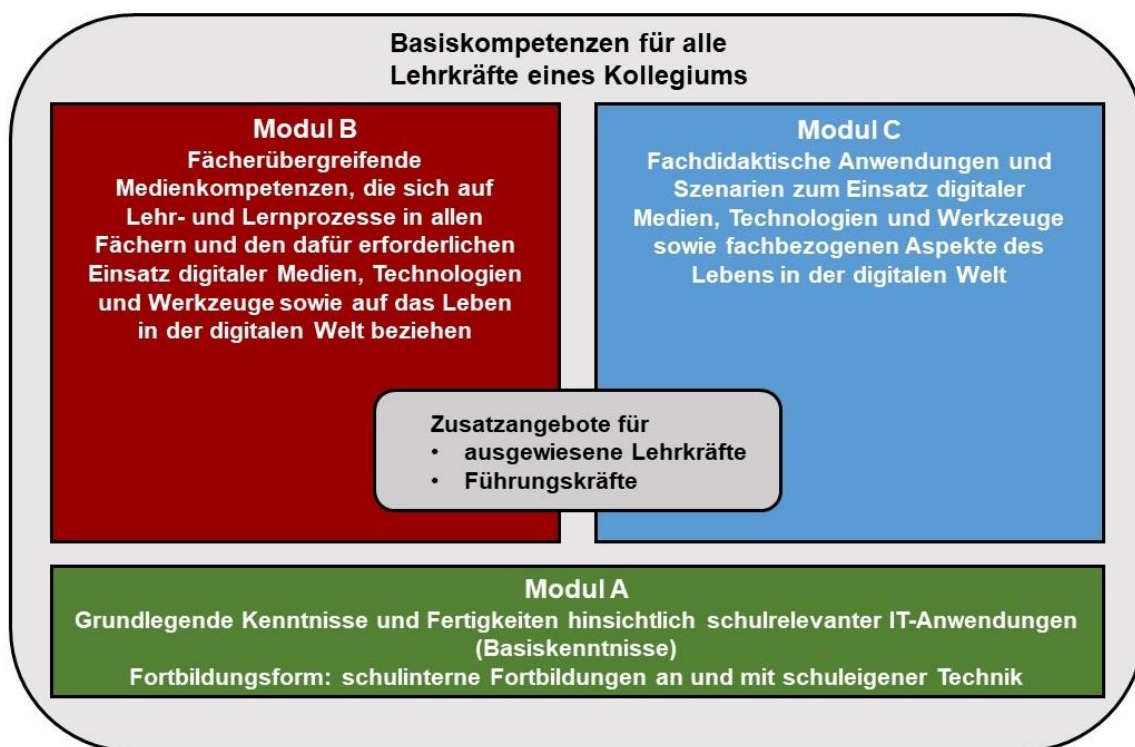 Basiskompetenzen für alle
Lehrkräfte eines Kollegiums
Modul B
Fächerübergreifende
Medienkompetenzen, die sich auf
Lehr- und Lernprozesse in allen
Fächern und den dafür erforderlichen
Einsatz digitaler Medien, Technologien
und Werkzeuge sowie auf das Leben
in der digitalen Welt beziehen
Modul C
Fachdidaktische Anwendungen und
Szenarien zum Einsatz digitaler
Medien, Technologien und Werkzeuge
sowie fachbezogenen Aspekte des
Lebens in der digitalen Welt
Zusatzangebote für
• ausgewiesene Lehrkräfte
• Führungskräfte
Modul A
Grundlegende Kenntnisse und Fertigkeiten hinsichtlich schulrelevanter IT-Anwendungen
(Basiskenntnisse)
Fortbildungsform: schulinterne Fortbildungen an und mit schuleigener Technik